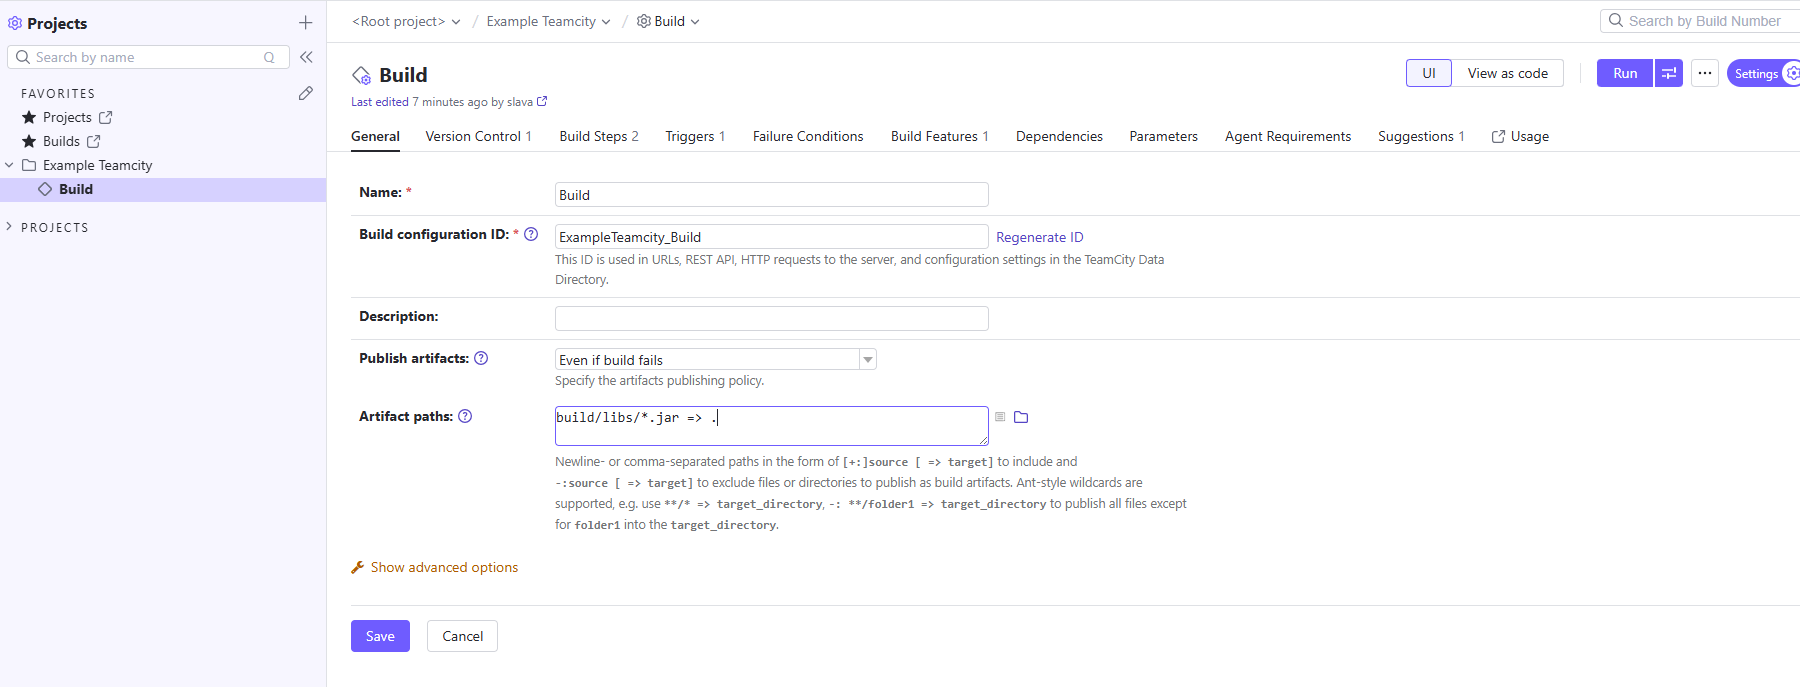 Projects
Search by name
Q
FAVORITES
Projects
Builds
Example Teamcity
Build
PROJECTS
<Root project> / Example Teamcity / Build
Search by Build Number
Build
UI
View as code
Run
...
Settings
Last edited 7 minutes ago by slava
General
Version Control 1
Build Steps 2
Triggers 1
Failure Conditions
Build Features 1
Dependencies
Parameters
Agent Requirements
Suggestions 1
Usage
Name: *
Build
Build configuration ID: * ?
ExampleTeamcity_Build
Regenerate ID
This ID is used in URLs, REST API, HTTP requests to the server, and configuration settings in the TeamCity Data
Directory.
Description:
Publish artifacts: ?
Even if build fails
Specify the artifacts publishing policy.
Artifact paths: ?
build/libs/*.jar => .
Newline- or comma-separated paths in the form of [+:]source [ => target] to include and
-:source [ => target] to exclude files or directories to publish as build artifacts. Ant-style wildcards are
supported, e.g. use **/* => target_directory, -: **/folder1 => target_directory to publish all files except
for folder1 into the target_directory.
Show advanced options
Save
Cancel